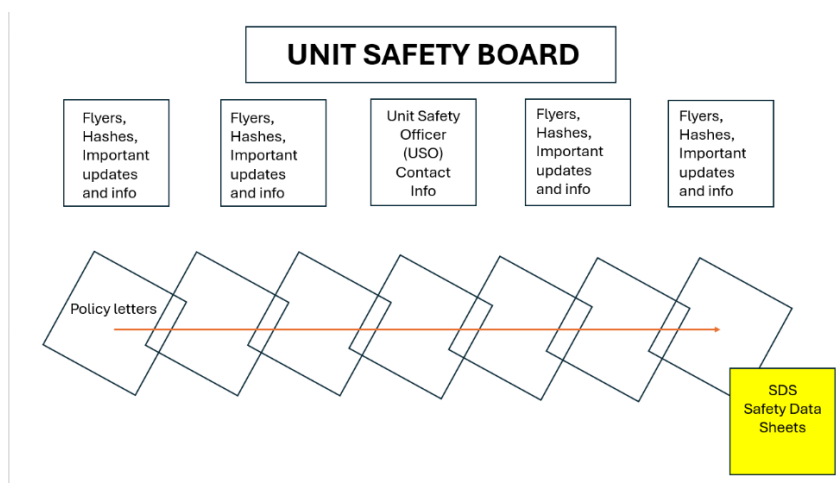 UNIT SAFETY BOARD
Flyers,
Hashes,
Important
updates
and info
Flyers,
Hashes,
Important
updates
and info
Unit Safety
Officer
(USO)
Contact
Info
Flyers,
Hashes,
Important
updates
and info
Flyers,
Hashes,
Important
updates
and info
Policy letters
SDS
Safety Data
Sheets